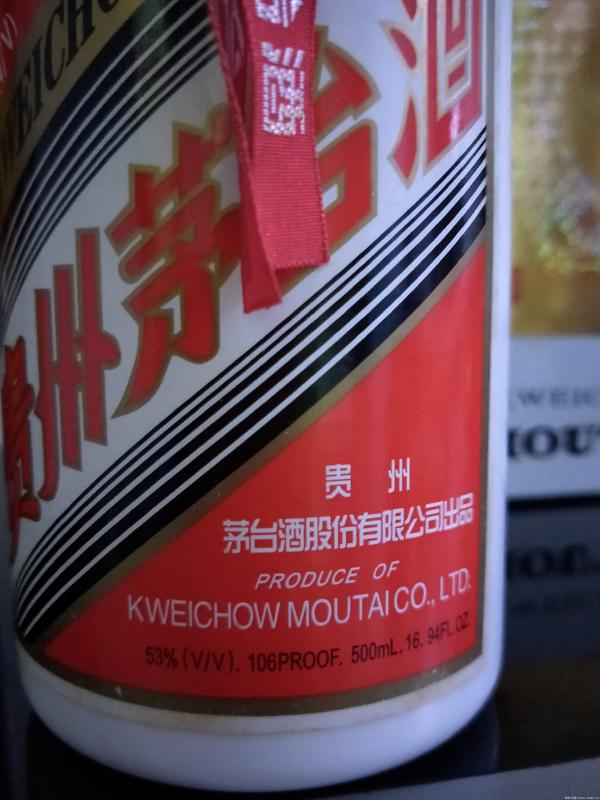 贵州茅台酒
贵 州
茅台酒股份有限公司出品
PRODUCE OF
KWEICHOW MOUTAI CO., LTD.
53% (V/V). 106PROOF. 500mL. 16. 94FL.OZ.